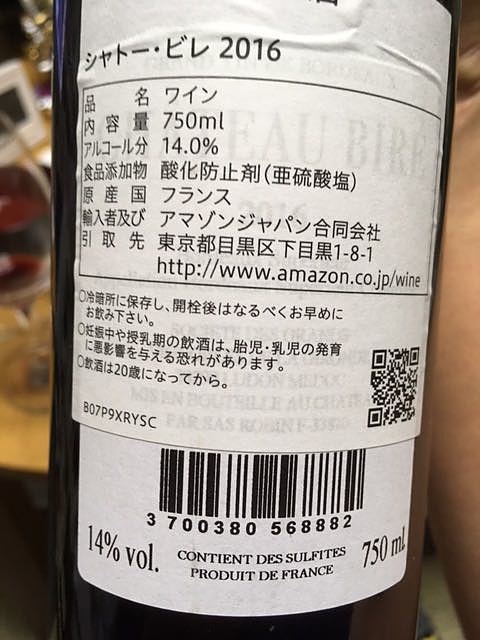 シャトー・ビレ 2016
品 名 ワイン
内 容 量 750ml
アルコール分 14.0%
食品添加物 酸化防止剤(亜硫酸塩)
原 産 国 フランス
輸入者及び アマゾンジャパン合同会社
引 取 先 東京都目黒区下目黒1-8-1
http://www.amazon.co.jp/wine
○冷暗所に保存し、開栓後はなるべくお早めに
お飲み下さい。
○妊娠中や授乳期の飲酒は、胎児・乳児の発育
に悪影響を与える恐れがあります。
○飲酒は20歳になってから。
B07P9XRYSC
3 700380 568882
14% vol.
CONTIENT DES SULFITES
PRODUIT DE FRANCE
750 ml